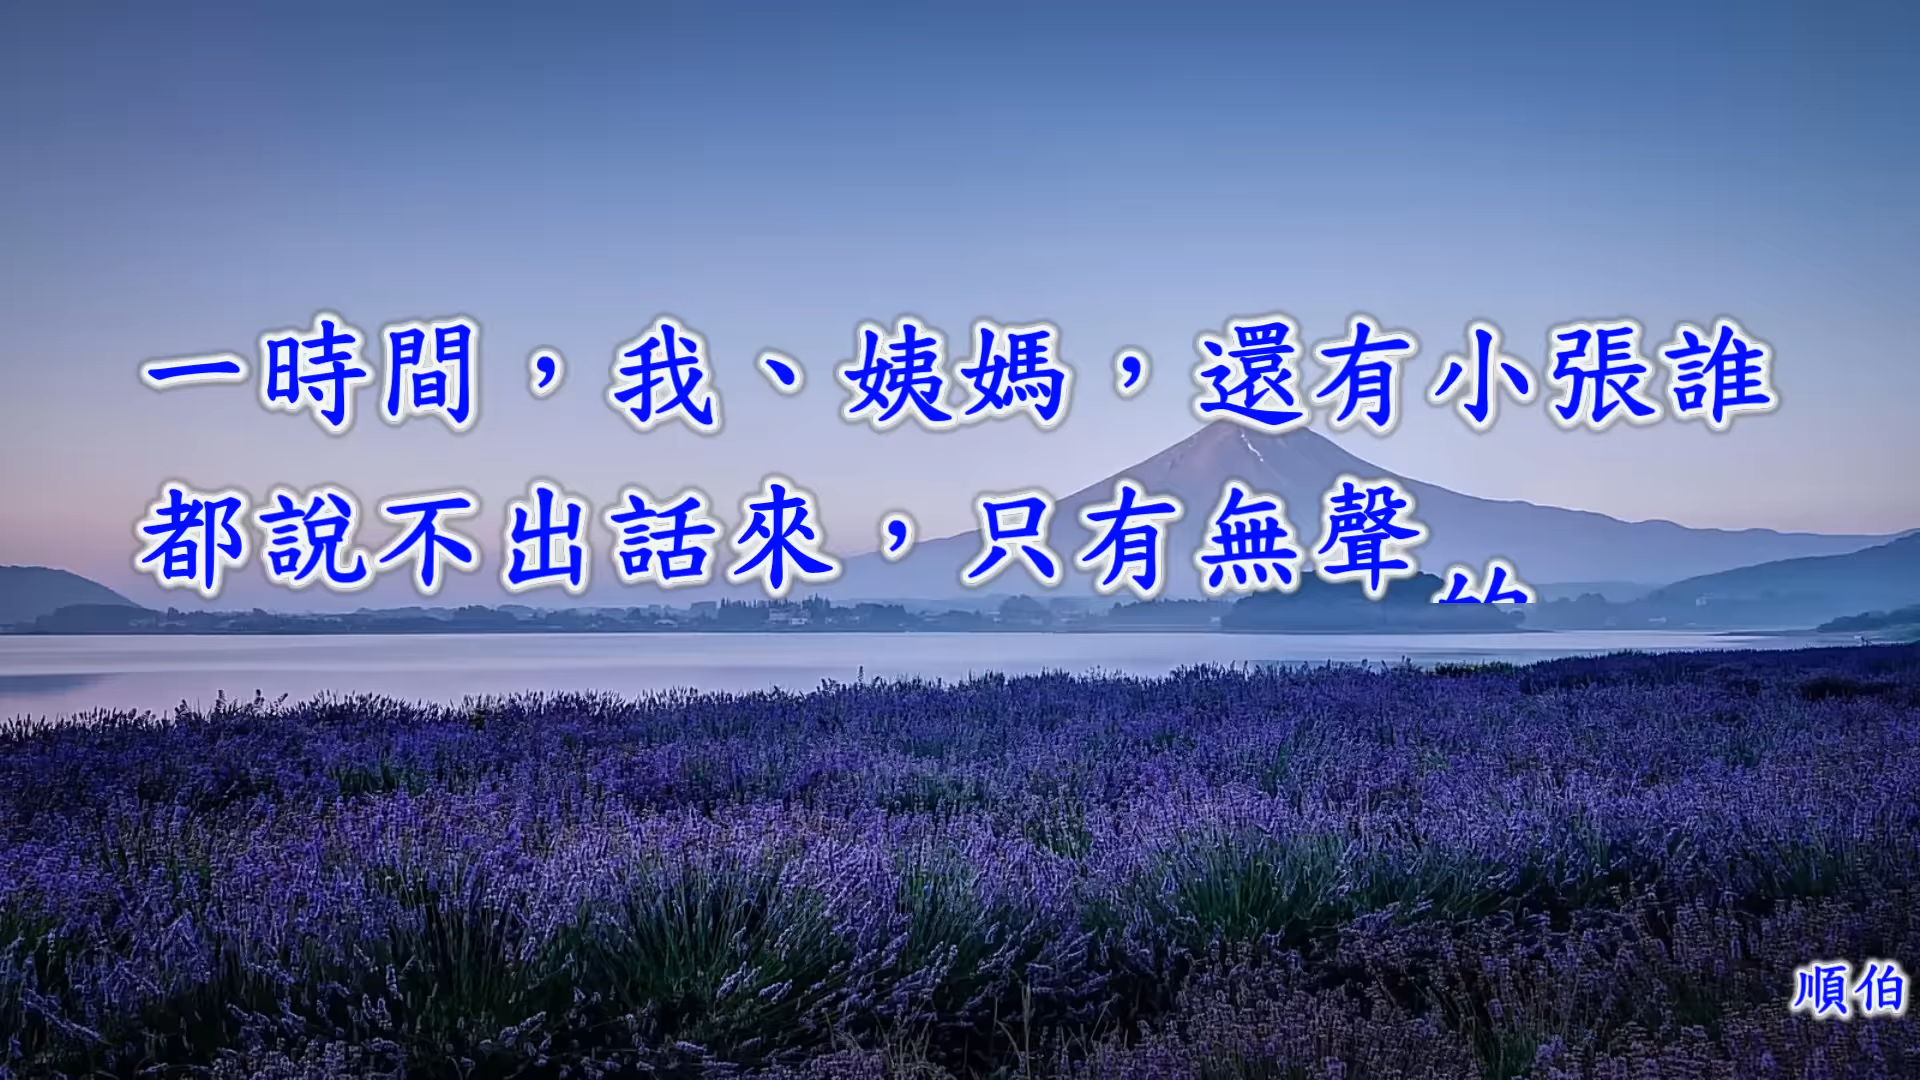 一時間，我、姨媽，還有小張誰
都說不出話來，只有無聲
順伯